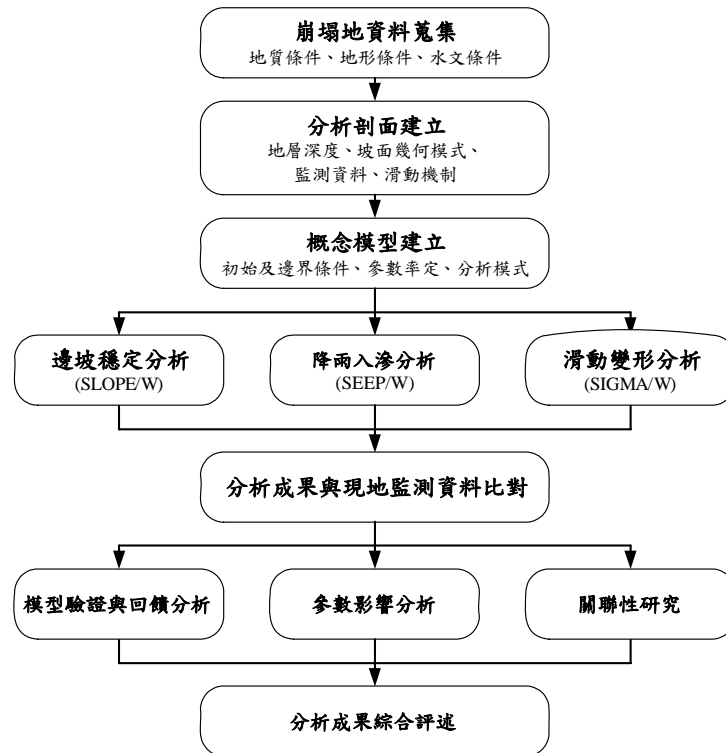 崩塌地資料蒐集
地質條件、地形條件、水文條件
分析剖面建立
地層深度、坡面幾何模式、
監測資料、滑動機制
概念模型建立
初始及邊界條件、參數率定、分析模式
邊坡穩定分析
(SLOPE/W)
降雨入滲分析
(SEEP/W)
滑動變形分析
(SIGMA/W)
分析成果與現地監測資料比對
模型驗證與回饋分析
參數影響分析
關聯性研究
分析成果綜合評述